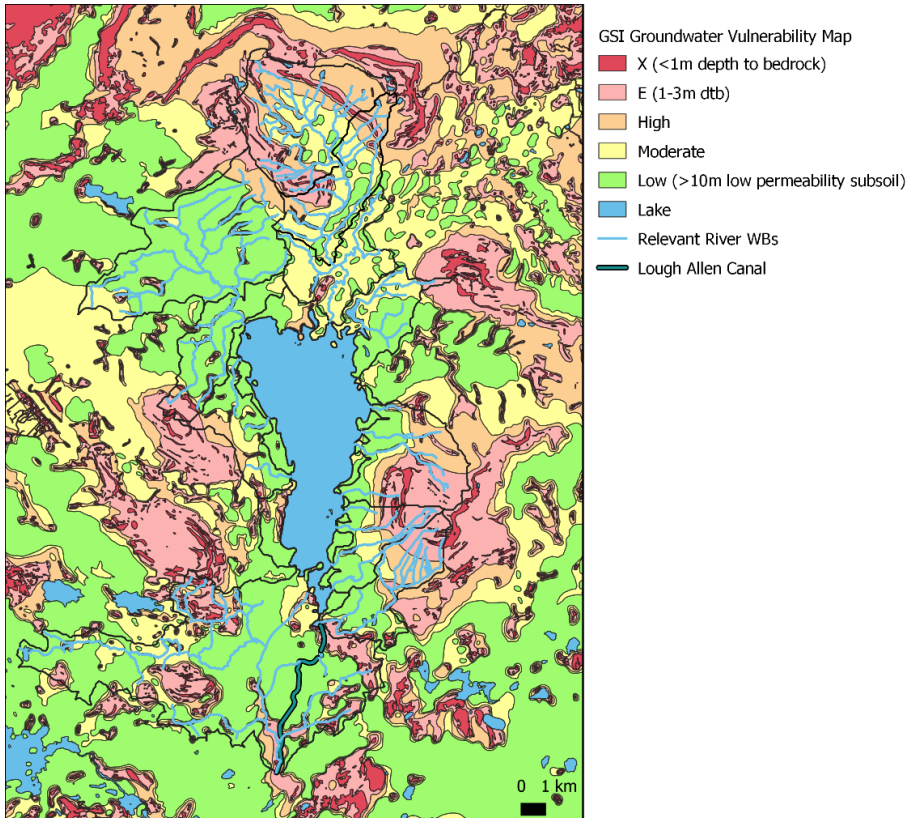 GSI Groundwater Vulnerability Map
X (<1m depth to bedrock)
E (1-3m dtb)
High
Moderate
Low (>10m low permeability subsoil)
Lake
Relevant River WBs
Lough Allen Canal
0 1 km